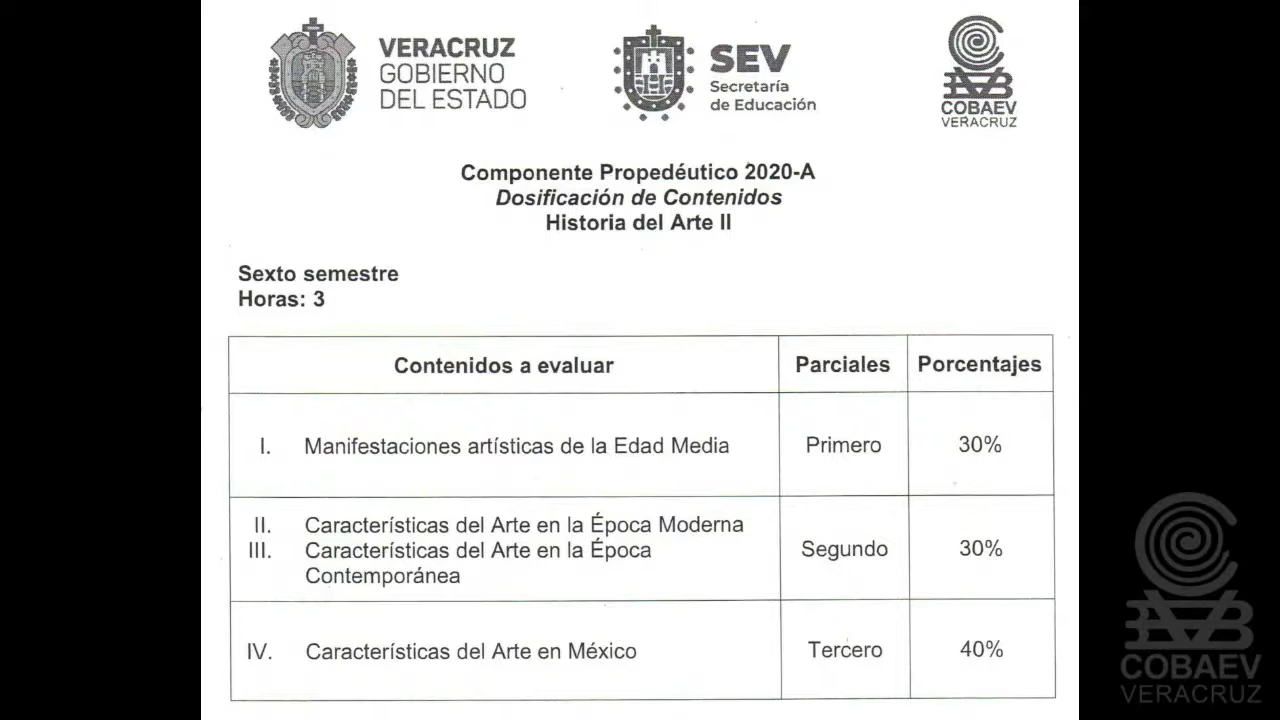 VERACRUZ
GOBIERNO
DEL ESTADO
SEV
Secretaría
de Educación
COBAEV
VERACRUZ
Componente Propedéutico 2020-A
Dosificación de Contenidos
Historia del Arte II
Sexto semestre
Horas: 3
Contenidos a evaluar Parciales Porcentajes
I. Manifestaciones artísticas de la Edad Media Primero 30%
II. Características del Arte en la Época Moderna
III. Características del Arte en la Época
Contemporánea
Segundo 30%
IV. Características del Arte en México Tercero 40%
COBAEV
VERACRUZ